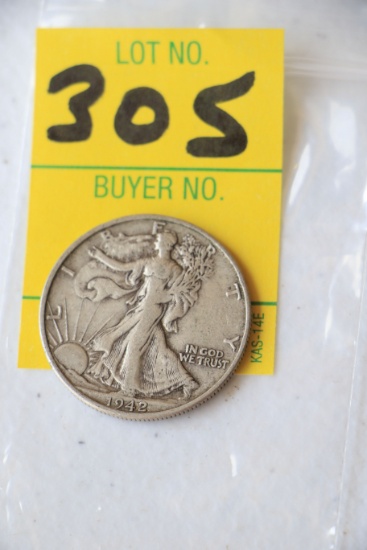 LOT NO.
305
BUYER NO.
LIBERTY
IN GOD
WE TRUST
1942
KAS-14E